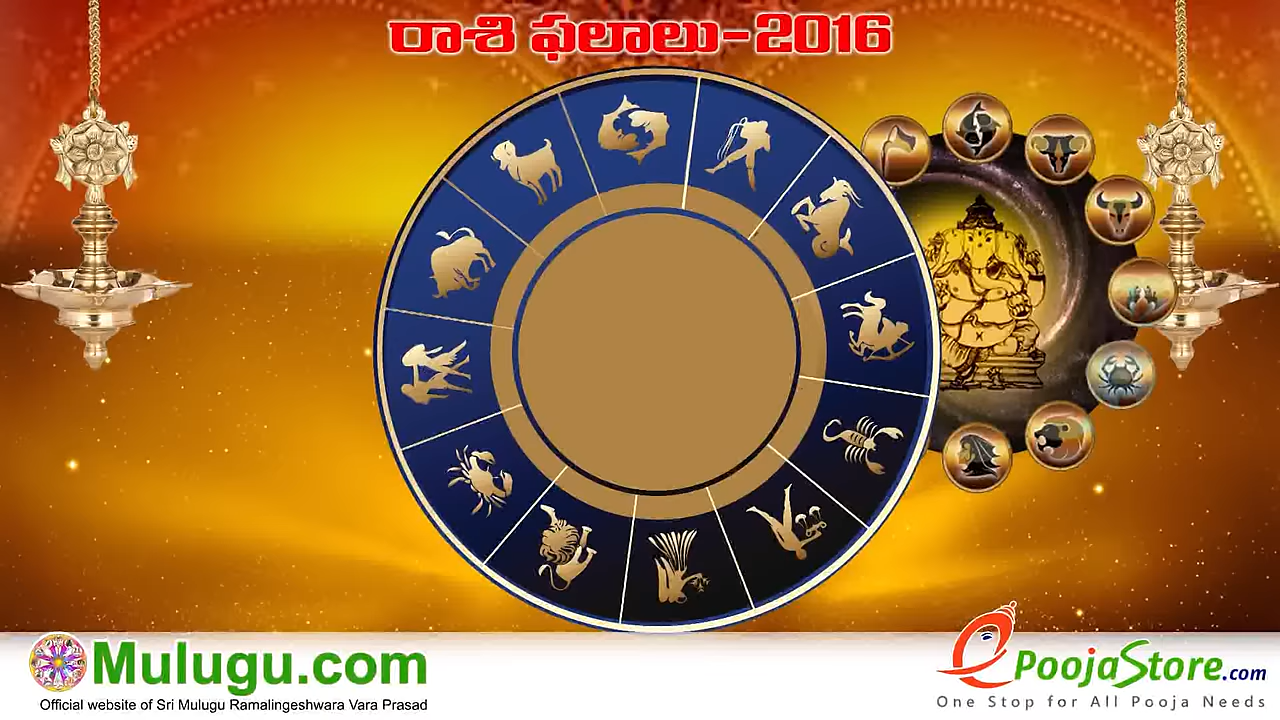 రాశి ఫలాలు-2016
Mulugu.com
Official website of Sri Mulugu Ramalingeshwara Vara Prasad
ePoojaStore.com
One Stop for All Pooja Needs